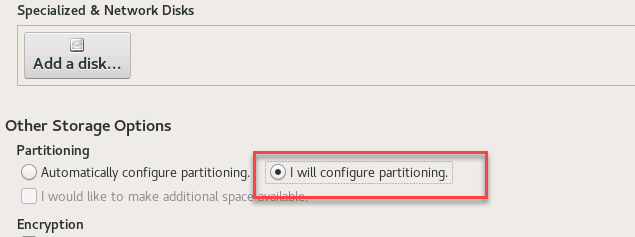 Specialized & Network Disks
Add a disk...
Other Storage Options
Partitioning
Automatically configure partitioning. I will configure partitioning.
I would like to make additional space available.
Encryption